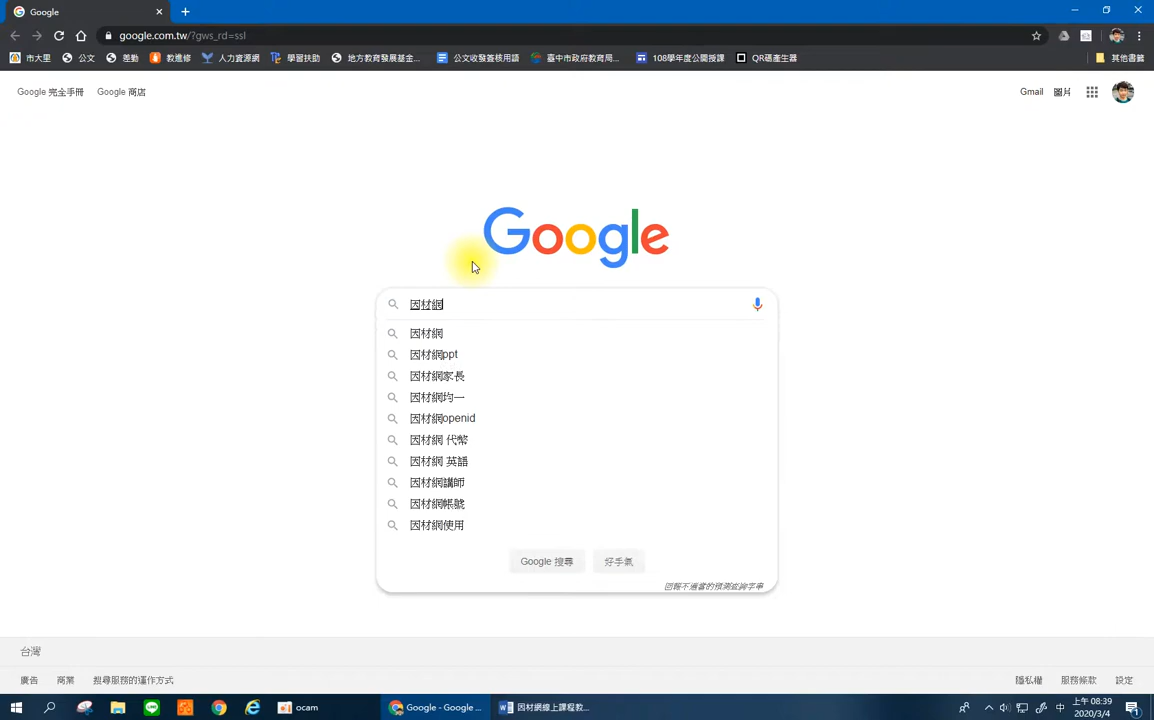 Google
google.com.tw/?gws_rd=ssl
市大里 公文 差勤 教進修 人力資源網 學習扶助 地方教育發展基金... 公文收發簽核用語 臺中市政府教育局... 108學年度公開授課 QR碼產生器 其他書籤
Google 完全手冊 Google 商店 Gmail 圖片
Google
因材網
因材網
因材網ppt
因材網家長
因材網均一
因材網openid
因材網 代幣
因材網 英語
因材網講師
因材網帳號
因材網使用
Google 搜尋 好手氣
回報不適當的預測或詞字串
台灣
廣告 商業 搜尋服務的運作方式 隱私權 服務條款 設定
ocam Google - Google ... 因材網線上課程教... 中 上午 08:39
2020/3/4
1